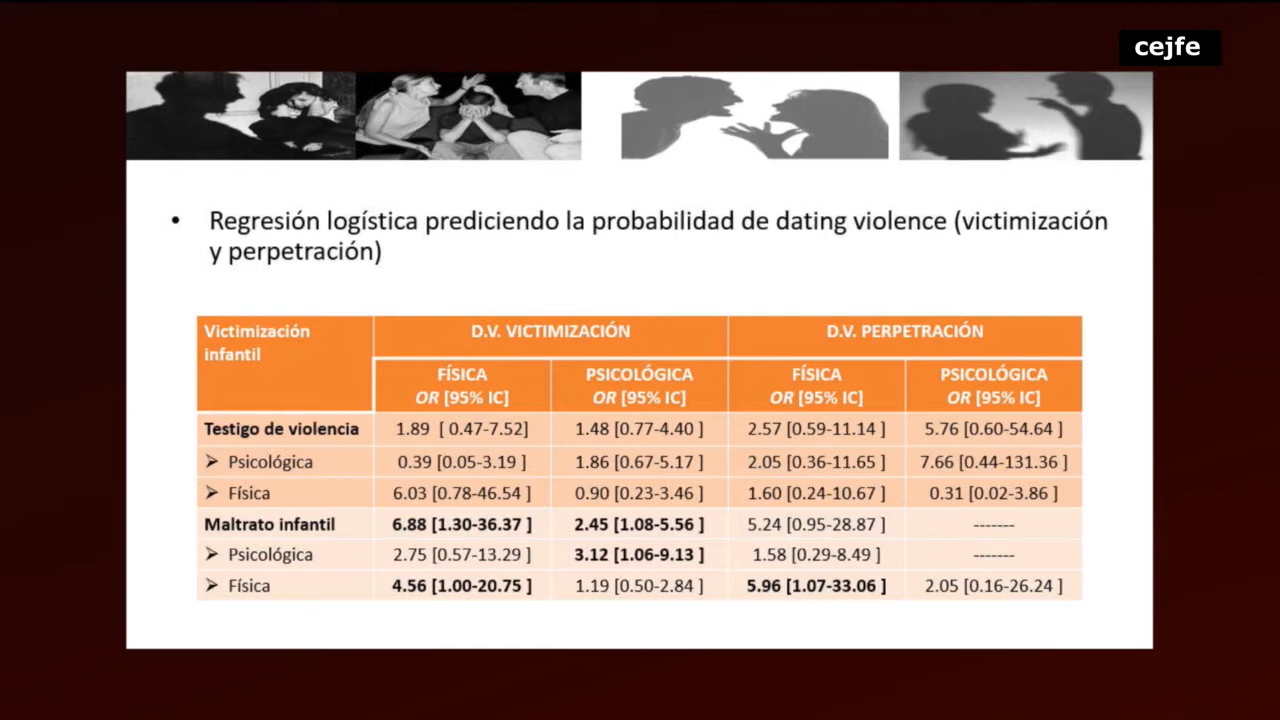 cejfe
• Regresión logística prediciendo la probabilidad de dating violence (victimización
y perpetración)
Victimización
infantil
D.V. VICTIMIZACIÓN D.V. PERPETRACIÓN
FÍSICA PSICOLÓGICA FÍSICA PSICOLÓGICA
OR [95% IC] OR [95% IC] OR [95% IC] OR [95% IC]
Testigo de violencia 1.89 [ 0.47-7.52] 1.48 [0.77-4.40 ] 2.57 [0.59-11.14 ] 5.76 [0.60-54.64 ]
➢ Psicológica 0.39 [0.05-3.19 ] 1.86 [0.67-5.17 ] 2.05 [0.36-11.65 ] 7.66 [0.44-131.36 ]
➢ Física 6.03 [0.78-46.54 ] 0.90 [0.23-3.46 ] 1.60 [0.24-10.67 ] 0.31 [0.02-3.86 ]
Maltrato infantil 6.88 [1.30-36.37 ] 2.45 [1.08-5.56 ] 5.24 [0.95-28.87 ] -------
➢ Psicológica 2.75 [0.57-13.29 ] 3.12 [1.06-9.13 ] 1.58 [0.29-8.49 ] -------
➢ Física 4.56 [1.00-20.75 ] 1.19 [0.50-2.84 ] 5.96 [1.07-33.06 ] 2.05 [0.16-26.24 ]